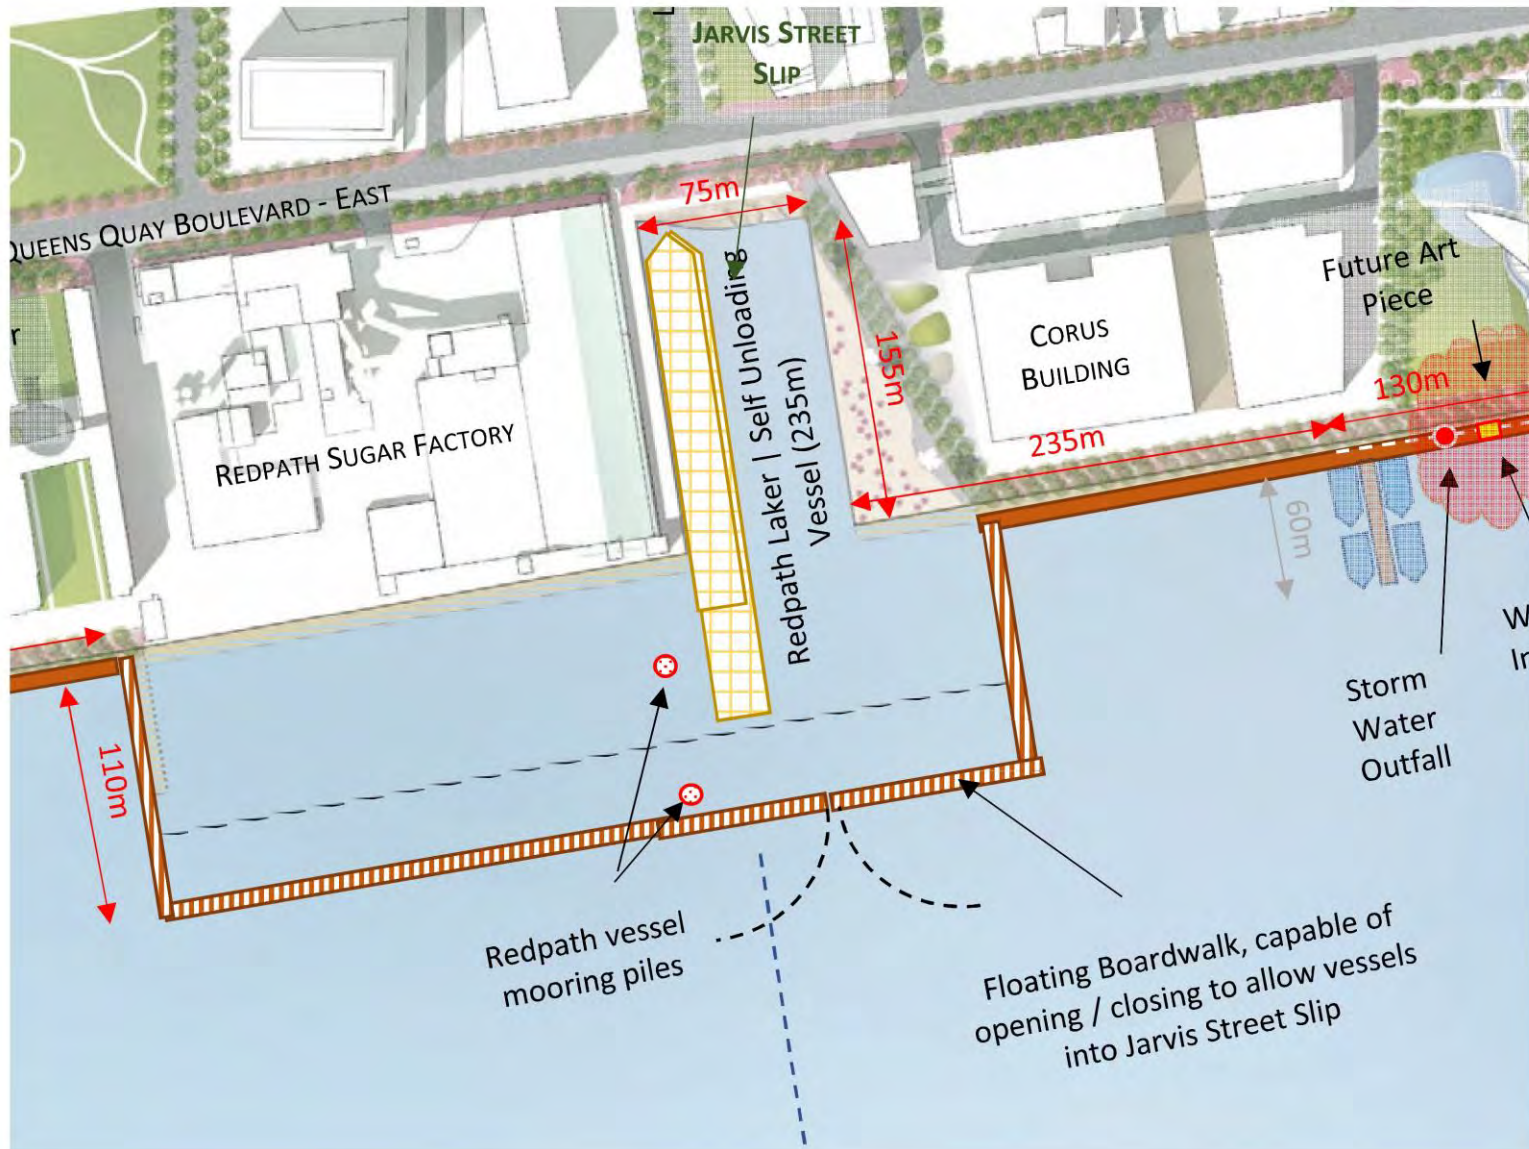 JARVIS STREET
SLIP
QUEENS QUAY BOULEVARD - EAST
75m
Future Art
Piece
CORUS
BUILDING
155m
130m
235m
Redpath Laker | Self Unloading
Vessel (235m)
REDPATH SUGAR FACTORY
60m
110m
Storm
Water
Outfall
Redpath vessel
mooring piles
Floating Boardwalk, capable of
opening / closing to allow vessels
into Jarvis Street Slip